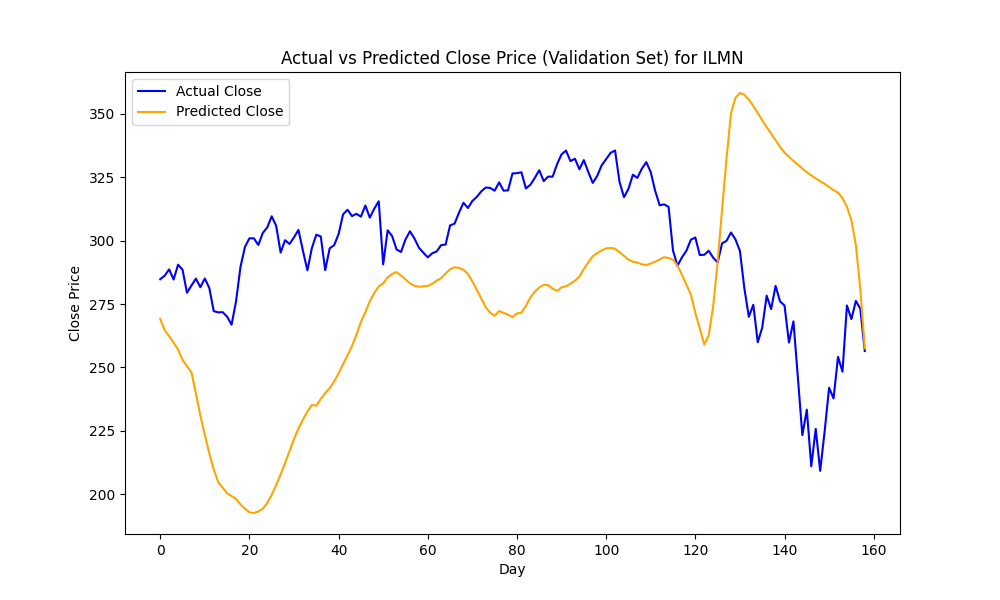 Actual vs Predicted Close Price (Validation Set) for ILMN
Actual Close
Predicted Close
350
325
300
275
250
225
200
Close Price
0 20 40 60 80 100 120 140 160
Day